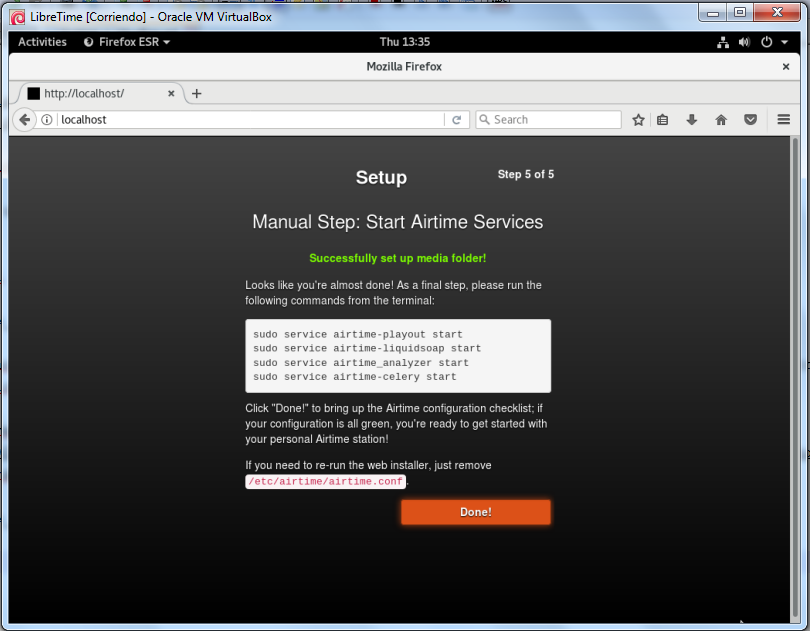 LibreTime [Corriendo] - Oracle VM VirtualBox
Activities Firefox ESR Thu 13:35
Mozilla Firefox
http://localhost/
localhost Search
Setup Step 5 of 5
Manual Step: Start Airtime Services
Successfully set up media folder!
Looks like you're almost done! As a final step, please run the
following commands from the terminal:
sudo service airtime-playout start
sudo service airtime-liquidsoap start
sudo service airtime_analyzer start
sudo service airtime-celery start
Click "Done!" to bring up the Airtime configuration checklist; if
your configuration is all green, you're ready to get started with
your personal Airtime station!
If you need to re-run the web installer, just remove
/etc/airtime/airtime.conf.
Done!